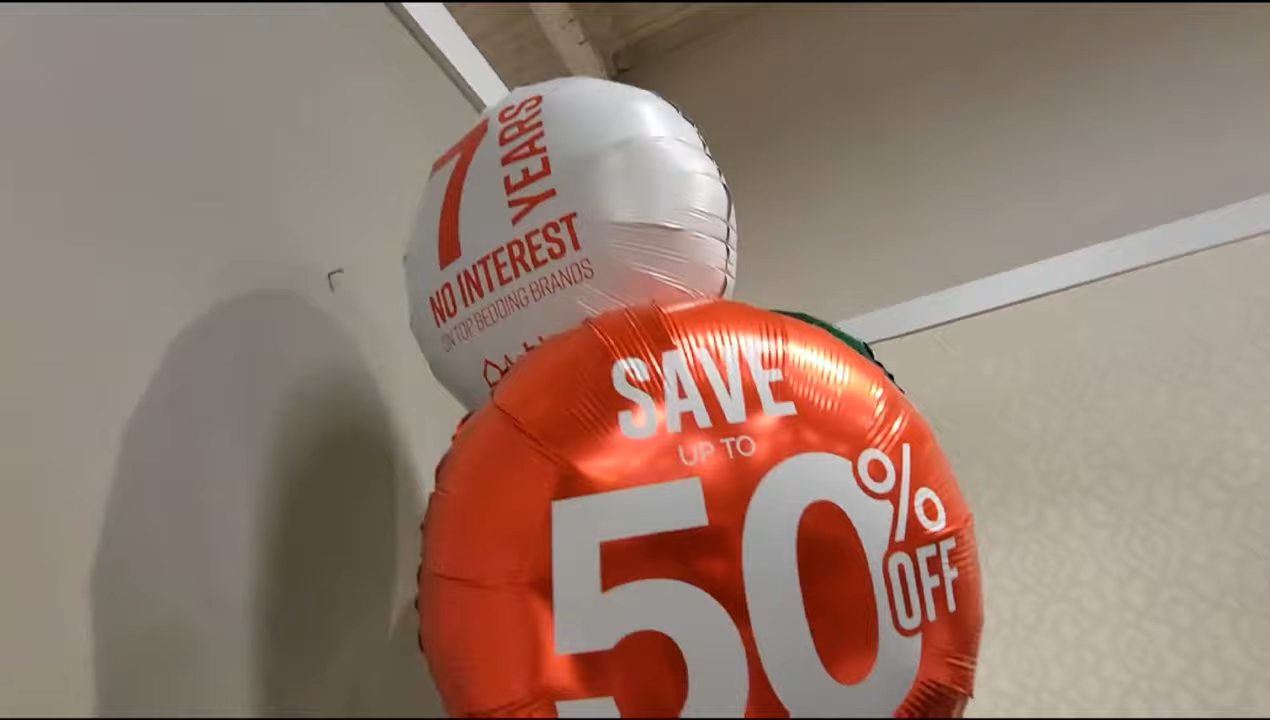 7 YEARS
NO INTEREST
ON TOP BEDDING BRANDS
SAVE
UP TO
50%
OFF